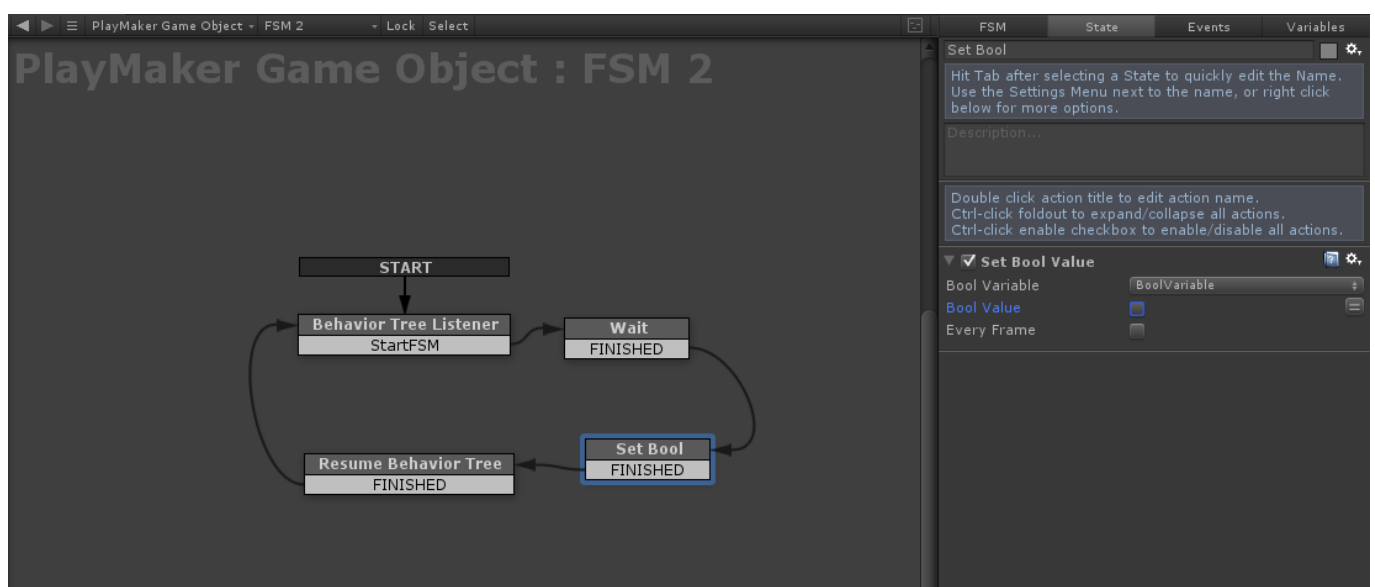 PlayMaker Game Object FSM 2 Lock Select
PlayMaker Game Object : FSM 2
START
Behavior Tree Listener
StartFSM
Wait
FINISHED
Set Bool
FINISHED
Resume Behavior Tree
FINISHED
FSM State Events Variables
Set Bool
Hit Tab after selecting a State to quickly edit the Name.
Use the Settings Menu next to the name, or right click
below for more options.
Description...
Double click action title to edit action name.
Ctrl-click foldout to expand/collapse all actions.
Ctrl-click enable checkbox to enable/disable all actions.
Set Bool Value
Bool Variable BoolVariable
Bool Value
Every Frame